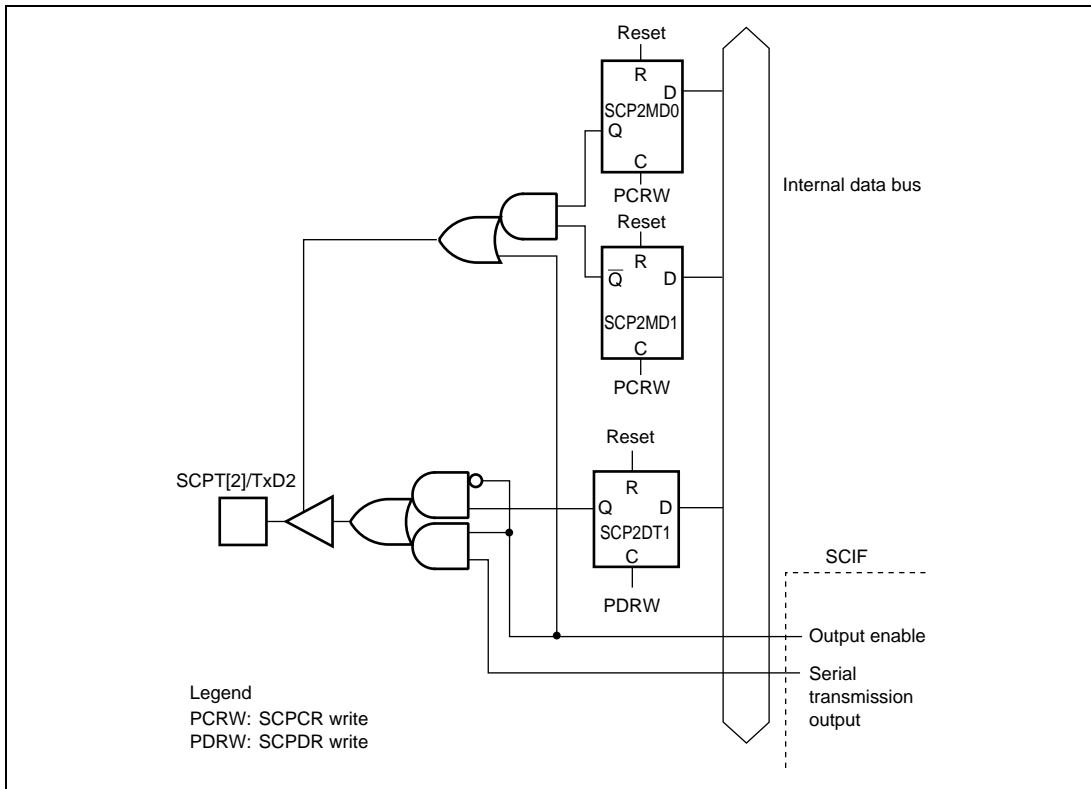 Reset
R
D
SCP2MD0
Q
C
PCRW
Internal data bus
Reset
R
Q̅
D
SCP2MD1
C
PCRW
Reset
SCPT[2]/TxD2
R
Q
D
SCP2DT1
C
SCIF
PDRW
Output enable
Serial
transmission
output
Legend
PCRW: SCPCR write
PDRW: SCPDR write